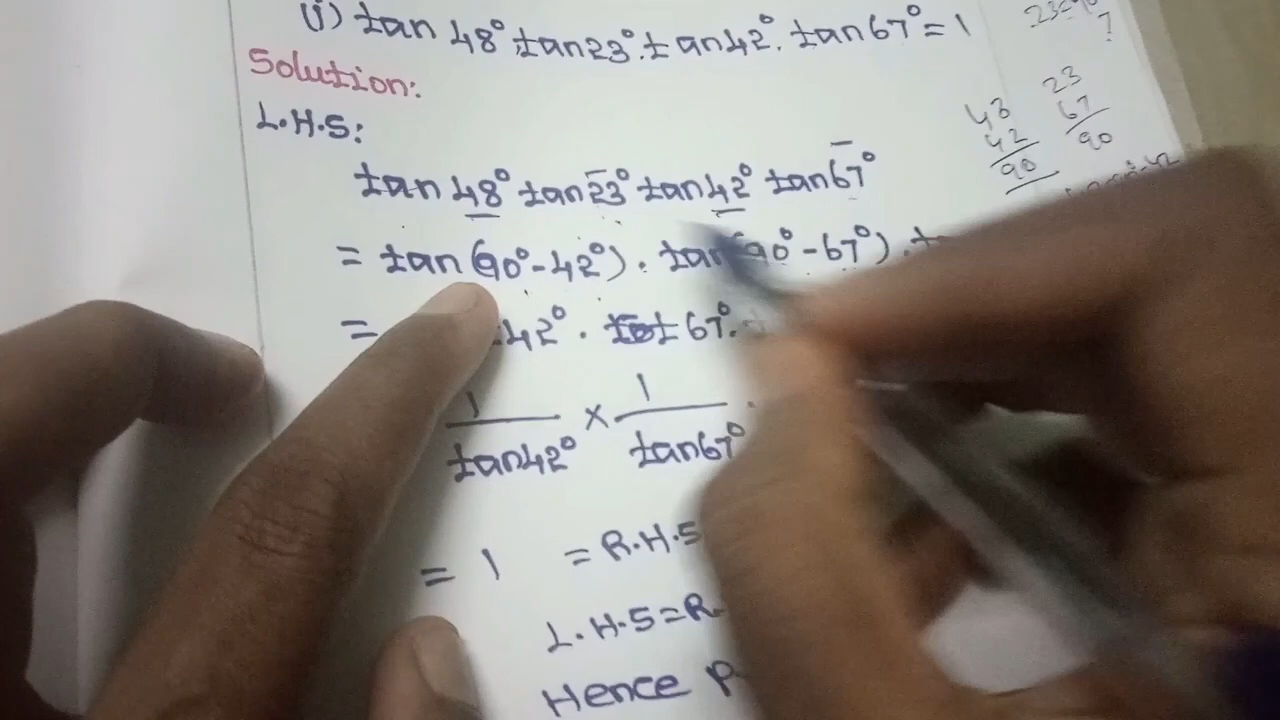 (i) tan 48° . tan23° . tan42° . tan67° = 1
Solution:
L.H.S:
tan 48° tan23° tan42° tan67°
= tan (90° - 42°) . tan (90° - 67°) .
= 42° . 67° .
1/tan42° × 1/tan67° .
= 1 = R.H.S
L.H.S = R.
Hence
48
42
90
23
67
90